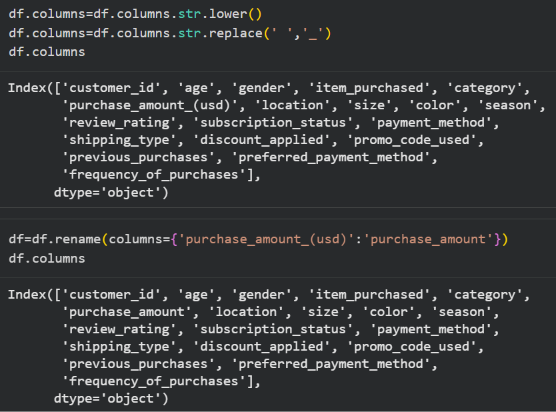 df.columns=df.columns.str.lower()
df.columns=df.columns.str.replace(' ','_')
df.columns
Index(['customer_id', 'age', 'gender', 'item_purchased', 'category',
'purchase_amount_(usd)', 'location', 'size', 'color', 'season',
'review_rating', 'subscription_status', 'payment_method',
'shipping_type', 'discount_applied', 'promo_code_used',
'previous_purchases', 'preferred_payment_method',
'frequency_of_purchases'],
dtype='object')
df=df.rename(columns={'purchase_amount_(usd)':'purchase_amount'})
df.columns
Index(['customer_id', 'age', 'gender', 'item_purchased', 'category',
'purchase_amount', 'location', 'size', 'color', 'season',
'review_rating', 'subscription_status', 'payment_method',
'shipping_type', 'discount_applied', 'promo_code_used',
'previous_purchases', 'preferred_payment_method',
'frequency_of_purchases'],
dtype='object')